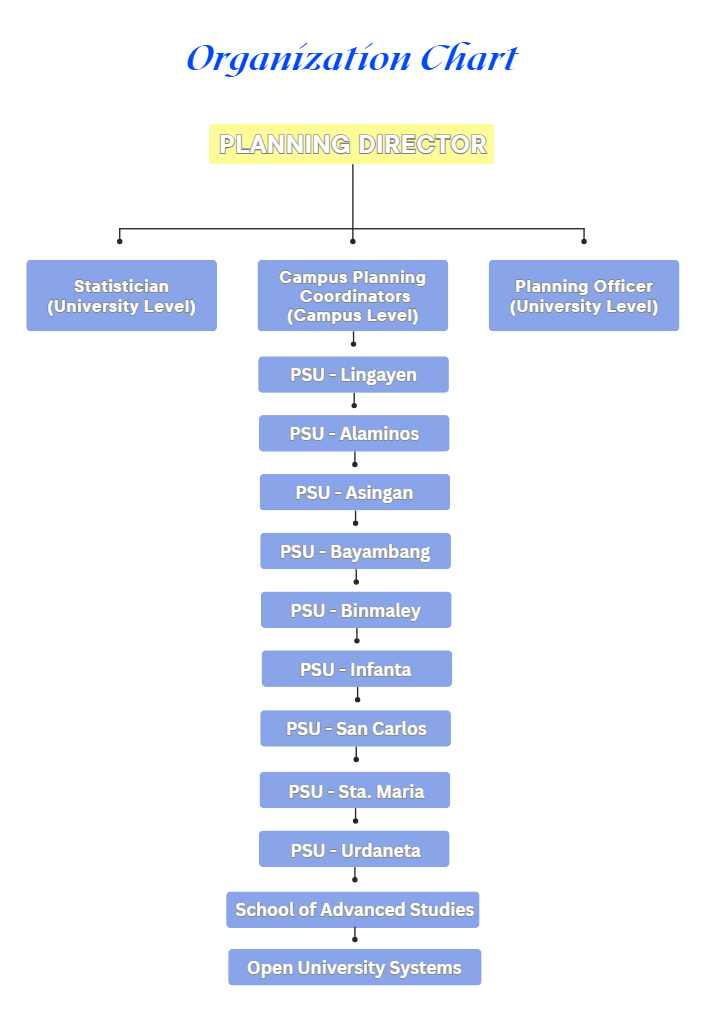 Organization Chart
PLANNING DIRECTOR
Statistician
(University Level)
Campus Planning
Coordinators
(Campus Level)
Planning Officer
(University Level)
PSU - Lingayen
PSU - Alaminos
PSU - Asingan
PSU - Bayambang
PSU - Binmaley
PSU - Infanta
PSU - San Carlos
PSU - Sta. Maria
PSU - Urdaneta
School of Advanced Studies
Open University Systems